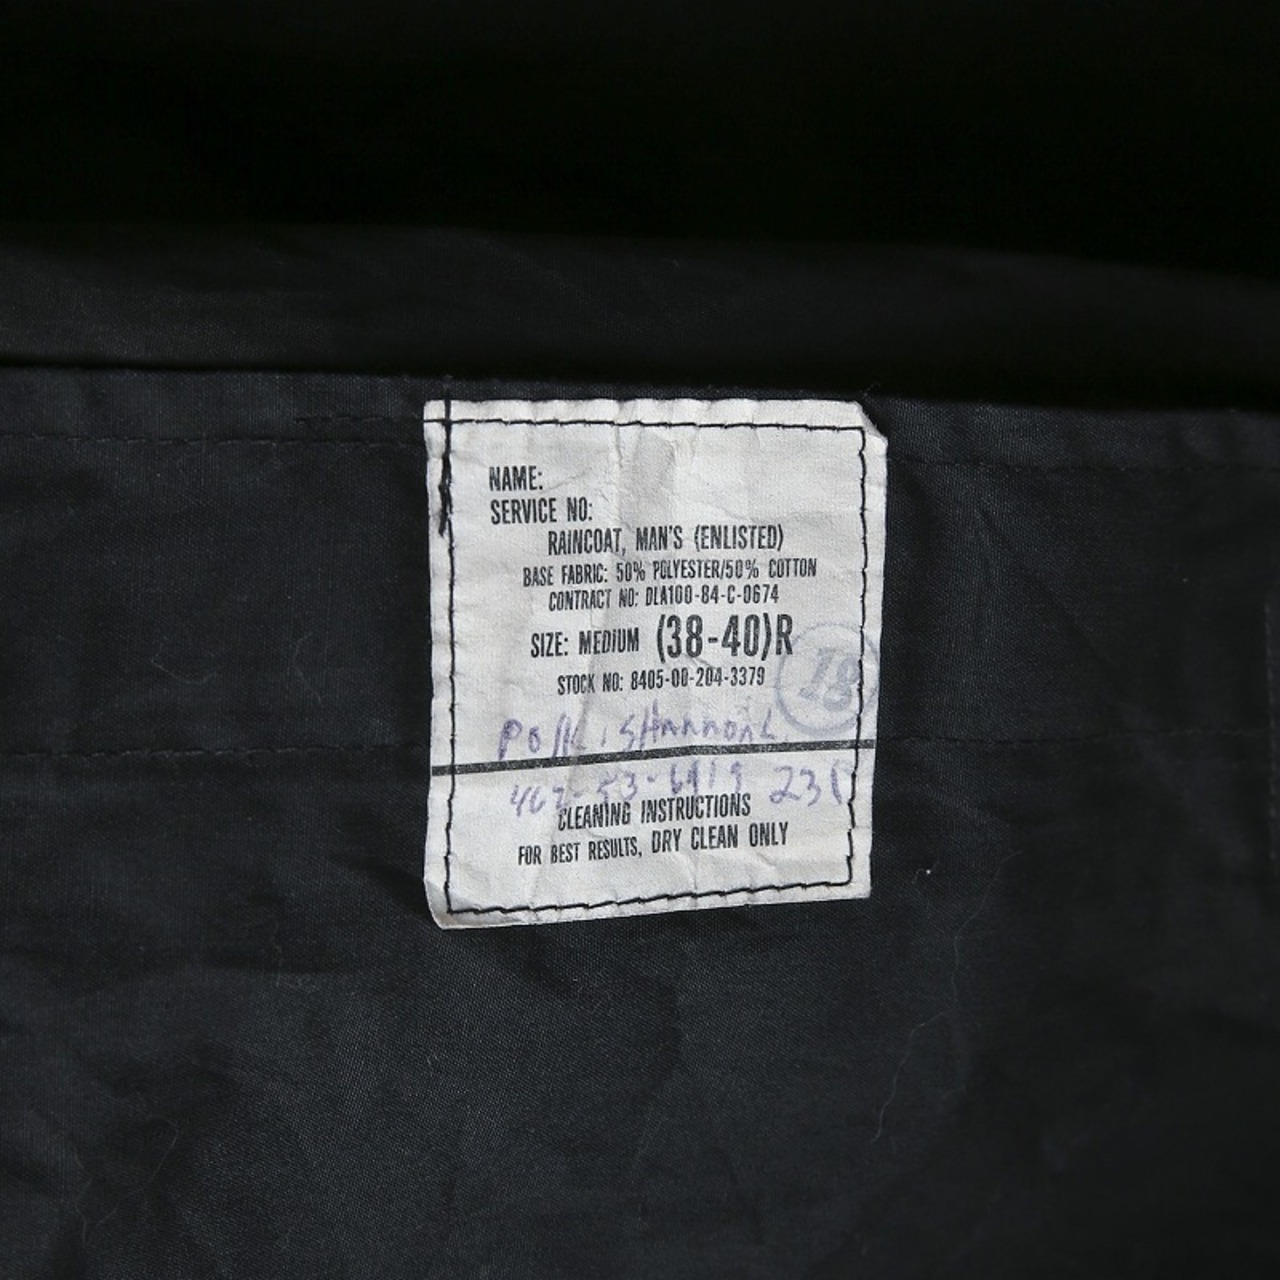 NAME:
SERVICE NO:
RAINCOAT, MAN'S (ENLISTED)
BASE FABRIC: 50% POLYESTER/50% COTTON
CONTRACT NO: DLA100-84-C-0674
SIZE: MEDIUM (38-40)R
18
STOCK NO: 8405-00-204-3379
CLEANING INSTRUCTIONS
FOR BEST RESULTS, DRY CLEAN ONLY